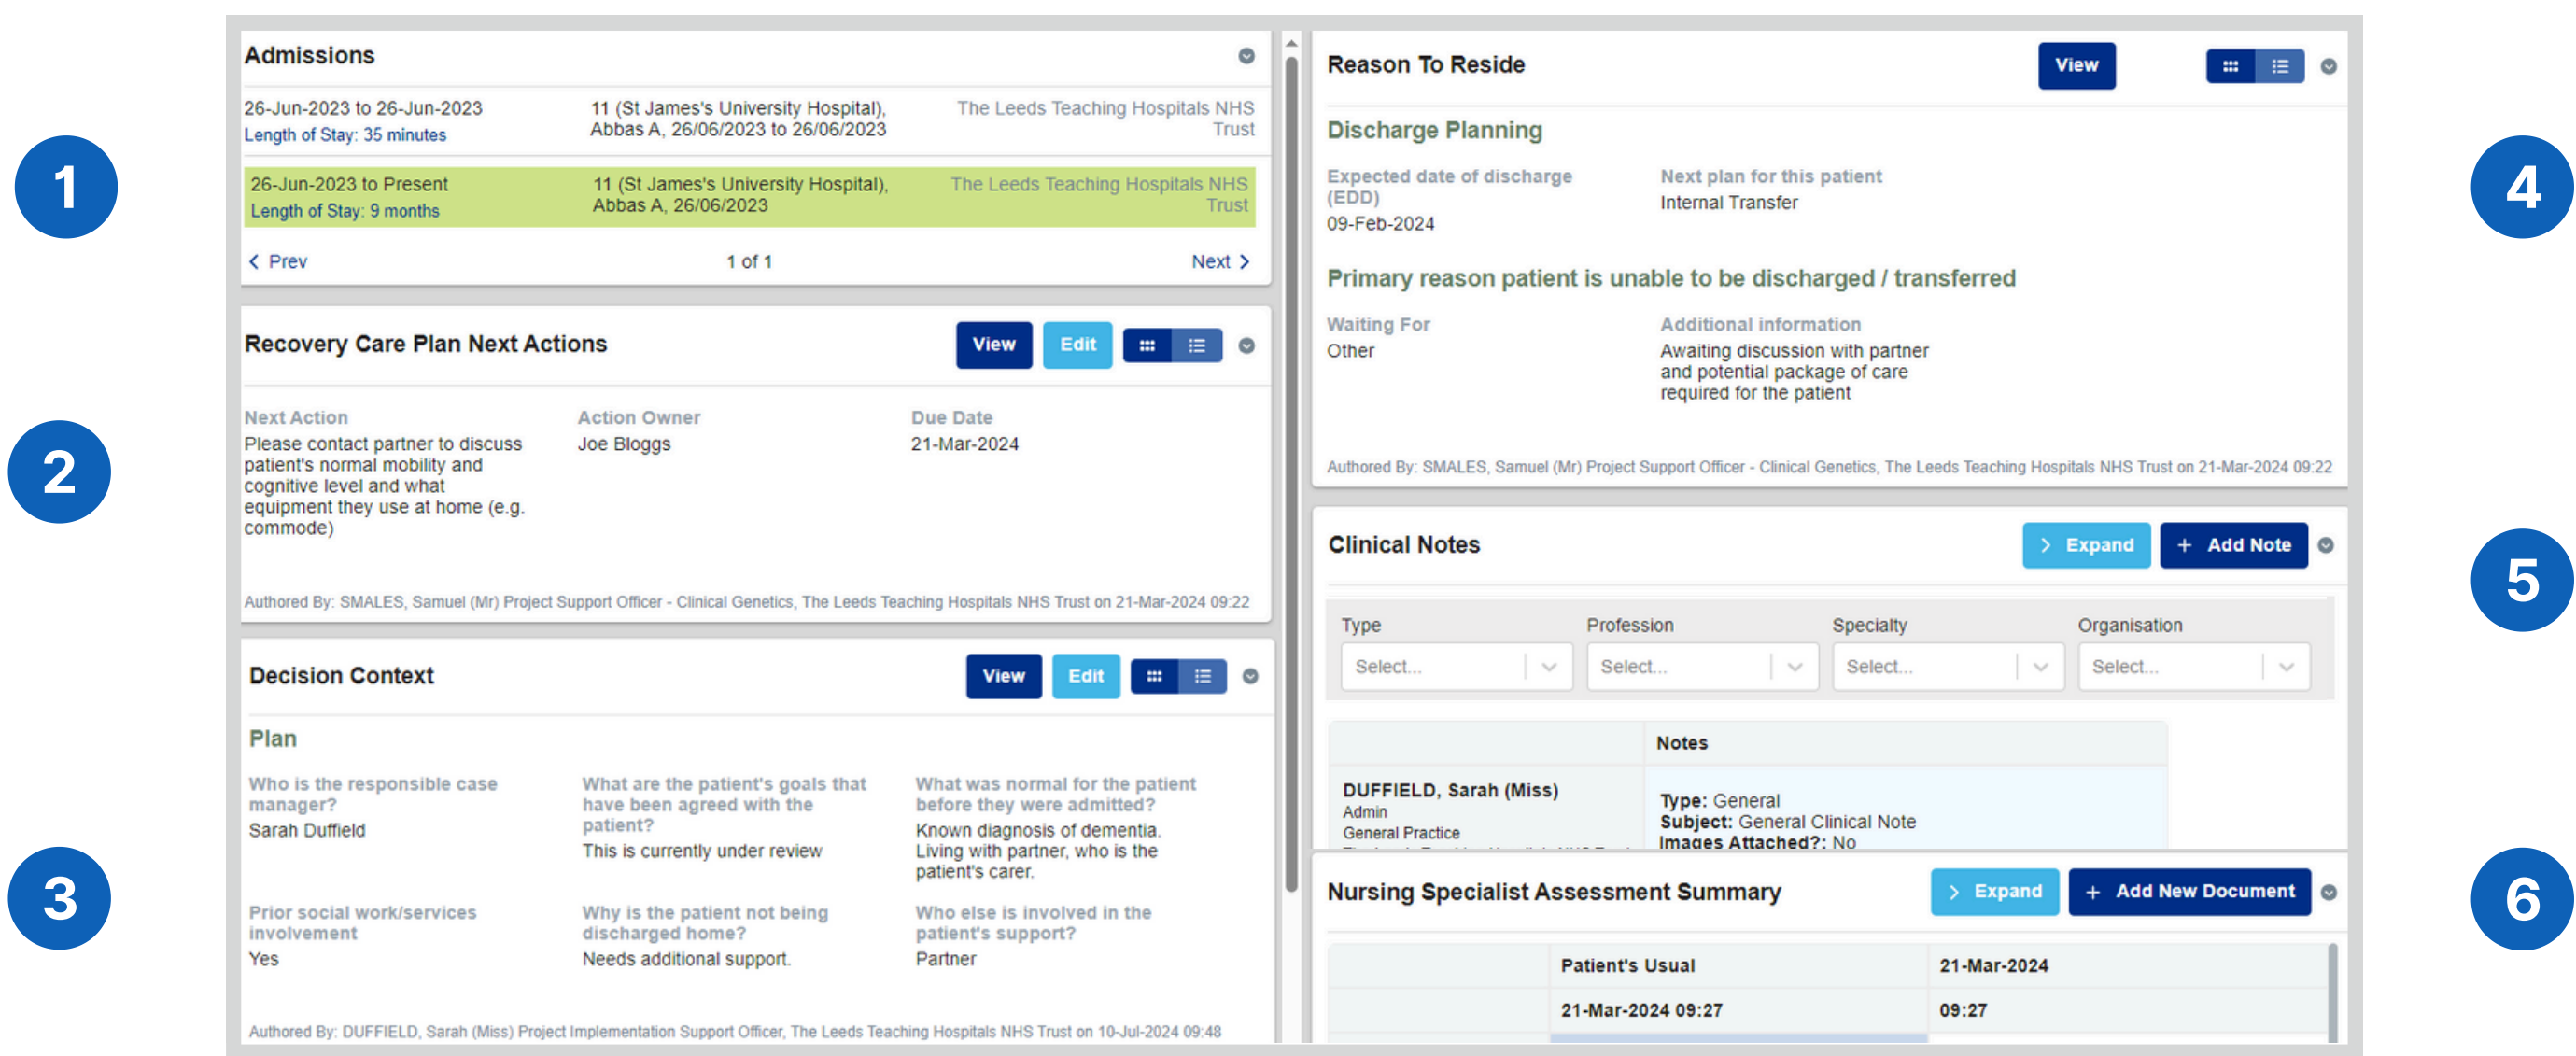 1
Admissions
26-Jun-2023 to 26-Jun-2023
Length of Stay: 35 minutes
11 (St James's University Hospital),
Abbas A, 26/06/2023 to 26/06/2023
The Leeds Teaching Hospitals NHS
Trust
26-Jun-2023 to Present
Length of Stay: 9 months
11 (St James's University Hospital),
Abbas A, 26/06/2023
The Leeds Teaching Hospitals NHS
Trust
Prev
1 of 1
Next
2
Recovery Care Plan Next Actions
View
Edit
Next Action
Please contact partner to discuss
patient's normal mobility and
cognitive level and what
equipment they use at home (e.g.
commode)
Action Owner
Joe Bloggs
Due Date
21-Mar-2024
Authored By: SMALES, Samuel (Mr) Project Support Officer - Clinical Genetics, The Leeds Teaching Hospitals NHS Trust on 21-Mar-2024 09:22
3
Decision Context
View
Edit
Plan
Who is the responsible case
manager?
Sarah Duffield
What are the patient's goals that
have been agreed with the
patient?
This is currently under review
What was normal for the patient
before they were admitted?
Known diagnosis of dementia.
Living with partner, who is the
patient's carer.
Prior social work/services
involvement
Yes
Why is the patient not being
discharged home?
Needs additional support.
Who else is involved in the
patient's support?
Partner
Authored By: DUFFIELD, Sarah (Miss) Project Implementation Support Officer, The Leeds Teaching Hospitals NHS Trust on 10-Jul-2024 09:48
4
Reason To Reside
View
Discharge Planning
Expected date of discharge
(EDD)
09-Feb-2024
Next plan for this patient
Internal Transfer
Primary reason patient is unable to be discharged / transferred
Waiting For
Other
Additional information
Awaiting discussion with partner
and potential package of care
required for the patient
Authored By: SMALES, Samuel (Mr) Project Support Officer - Clinical Genetics, The Leeds Teaching Hospitals NHS Trust on 21-Mar-2024 09:22
5
Clinical Notes
Expand
+ Add Note
Type
Select...
Profession
Select...
Specialty
Select...
Organisation
Select...
Notes
DUFFIELD, Sarah (Miss)
Admin
General Practice
Type: General
Subject: General Clinical Note
Images Attached?: No
6
Nursing Specialist Assessment Summary
Expand
+ Add New Document
Patient's Usual
21-Mar-2024
21-Mar-2024 09:27
09:27